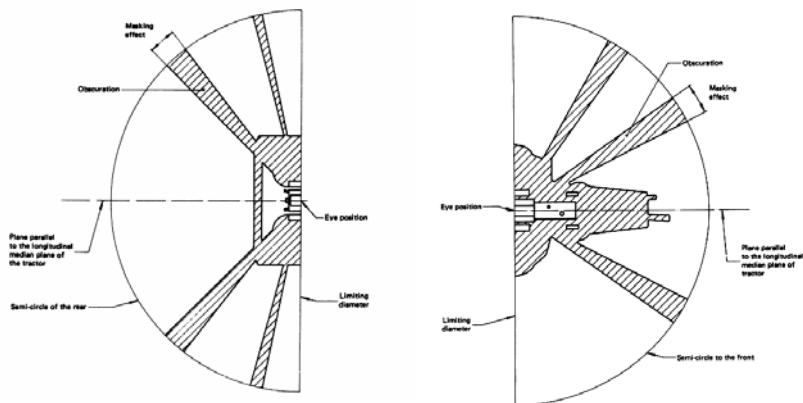 Masking
effect
Obscuration
Eye position
Plane parallel
to the longitudinal
median plane of
the tractor
Semi-circle of the rear
Limiting
diameter
Obscuration
Masking
effect
Eye position
Plane parallel
to the longitudinal
median plane of
tractor
Limiting
diameter
Semi-circle to the front